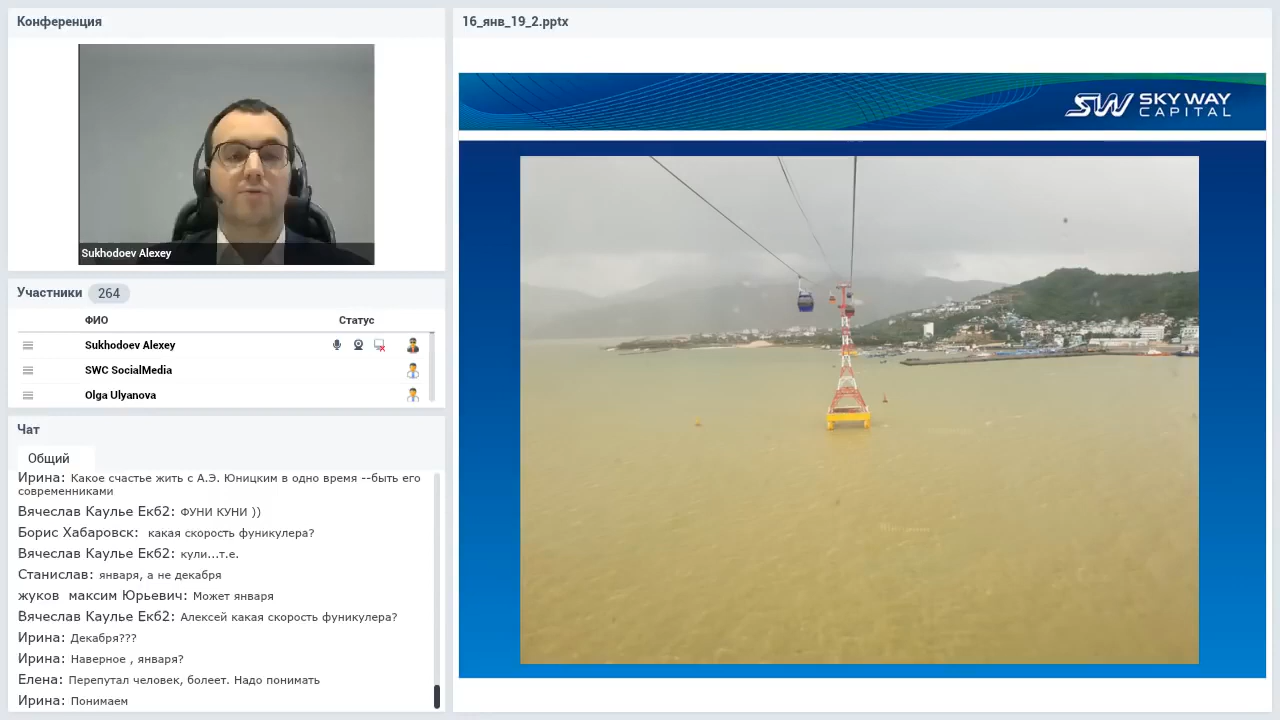 Конференция
Sukhodoev Alexey
Участники 264
ФИО Статус
Sukhodoev Alexey
SWC SocialMedia
Olga Ulyanova
Чат
Общий
Ирина: Какое счастье жить с А.Э. Юницким в одно время --быть его
современниками
Вячеслав Каулье Екб2: ФУНИ КУНИ ))
Борис Хабаровск: какая скорость фуникулера?
Вячеслав Каулье Екб2: кули...т.е.
Станислав: января, а не декабря
жуков максим Юрьевич: Может января
Вячеслав Каулье Екб2: Алексей какая скорость фуникулера?
Ирина: Декабря???
Ирина: Наверное , января?
Елена: Перепутал человек, болеет. Надо понимать
Ирина: Понимаем
16_янв_19_2.pptx
SW SKY WAY
CAPITAL